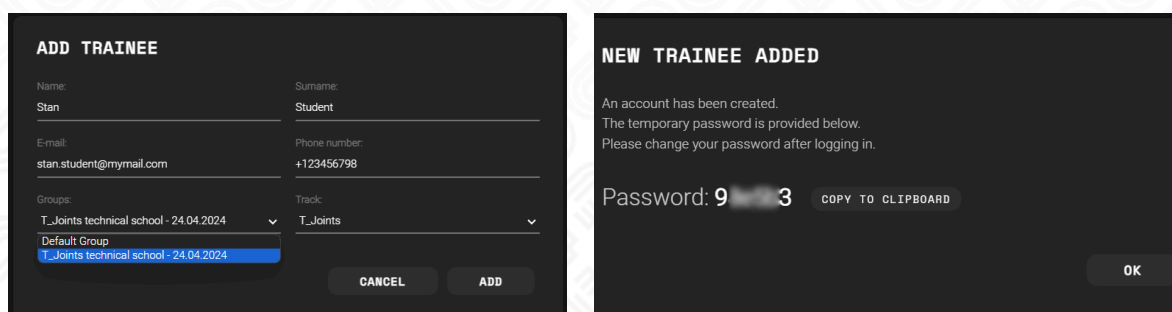 ADD TRAINEE
Name:
Surname:
Stan
Student
E-mail:
Phone number:
stan.student@mymail.com
+123456798
Groups:
Track:
T_Joints technical school - 24.04.2024
T_Joints
Default Group
T_Joints technical school - 24.04.2024
CANCEL
ADD
NEW TRAINEE ADDED
An account has been created.
The temporary password is provided below.
Please change your password after logging in.
Password: 9 3
COPY TO CLIPBOARD
OK